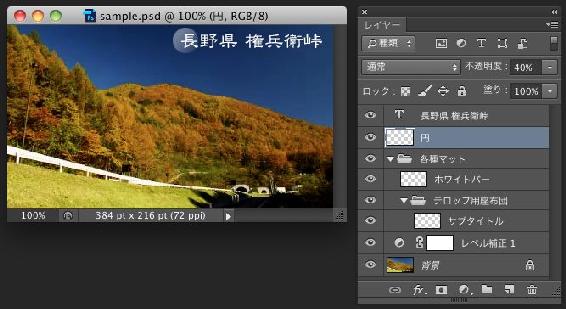 sample.psd @ 100% (円, RGB/8)
長野県 権兵衛峠
100%
384 pt x 216 pt (72 ppi)
レイヤー
種類
通常
不透明度: 40%
ロック:
塗り: 100%
T 長野県 権兵衛峠
円
各種マット
ホワイトバー
テロップ用座布団
サブタイトル
レベル補正 1
背景
fx